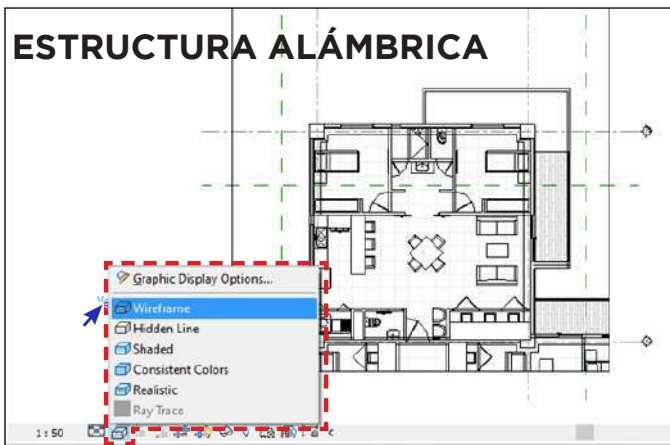 ESTRUCTURA ALÁMBRICA
Graphic Display Options...
Wireframe
Hidden Line
Shaded
Consistent Colors
Realistic
Ray Trace
1 : 50